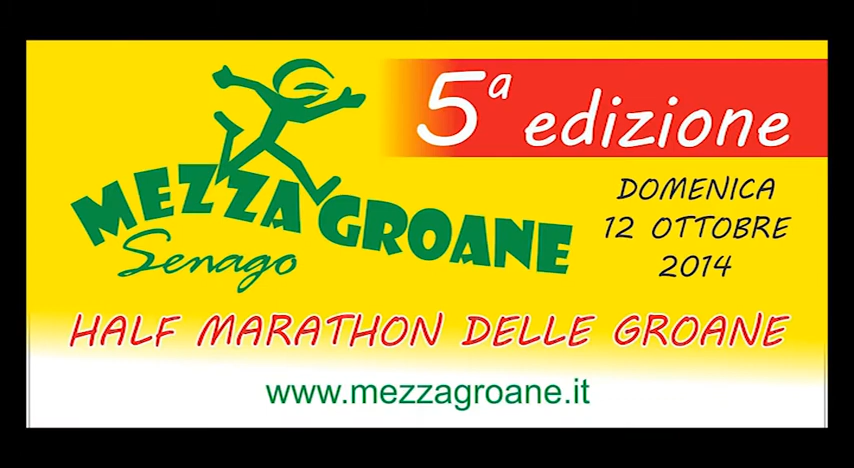 5ª edizione
MEZZA GROANE
Senago
DOMENICA
12 OTTOBRE
2014
HALF MARATHON DELLE GROANE
www.mezzagroane.it